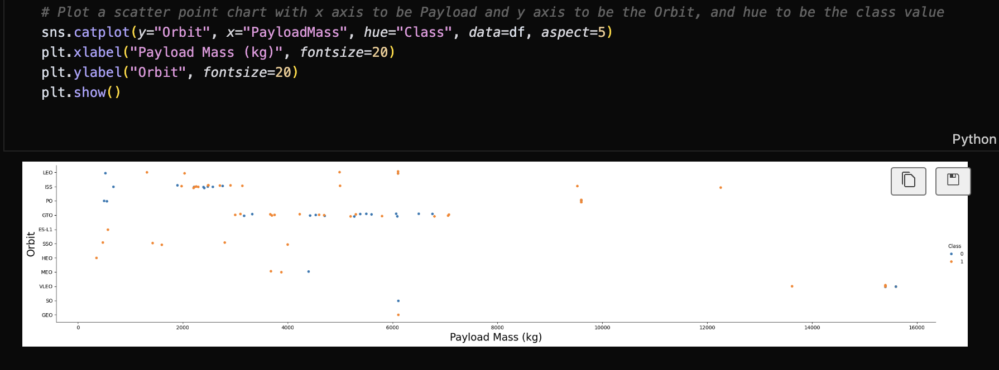 # Plot a scatter point chart with x axis to be Payload and y axis to be the Orbit, and hue to be the class value
sns.catplot(y="Orbit", x="PayloadMass", hue="Class", data=df, aspect=5)
plt.xlabel("Payload Mass (kg)", fontsize=20)
plt.ylabel("Orbit", fontsize=20)
plt.show()
Python
LEO
ISS
PO
GTO
ES-L1
SSO
HEO
MEO
VLEO
SO
GEO
Orbit
0 2000 4000 6000 8000 10000 12000 14000 16000
Payload Mass (kg)
Class
0
1